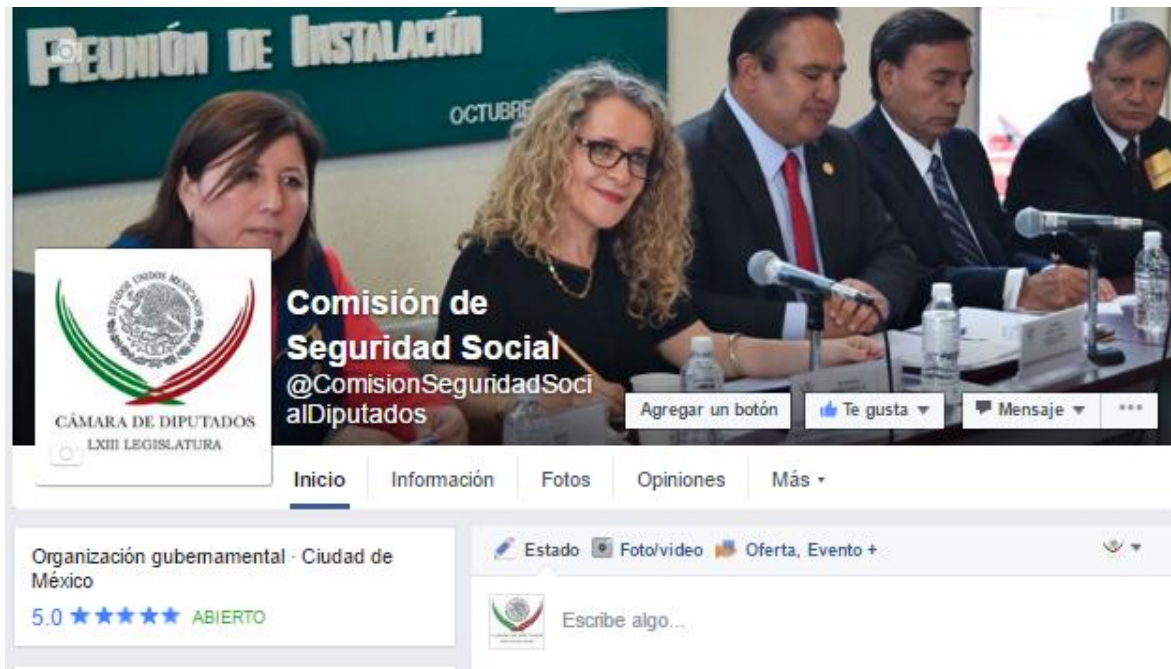 REUNIÓN DE INSTALACIÓN
OCTUBRE
ESTADOS UNIDOS MEXICANOS
CÁMARA DE DIPUTADOS
LXIII LEGISLATURA
Comisión de
Seguridad Social
@ComisionSeguridadSoci
alDiputados
Agregar un botón
Te gusta
Mensaje
Inicio Información Fotos Opiniones Más
Organización gubernamental · Ciudad de
México
5.0 ABIERTO
Estado Foto/video Oferta, Evento +
Escribe algo...